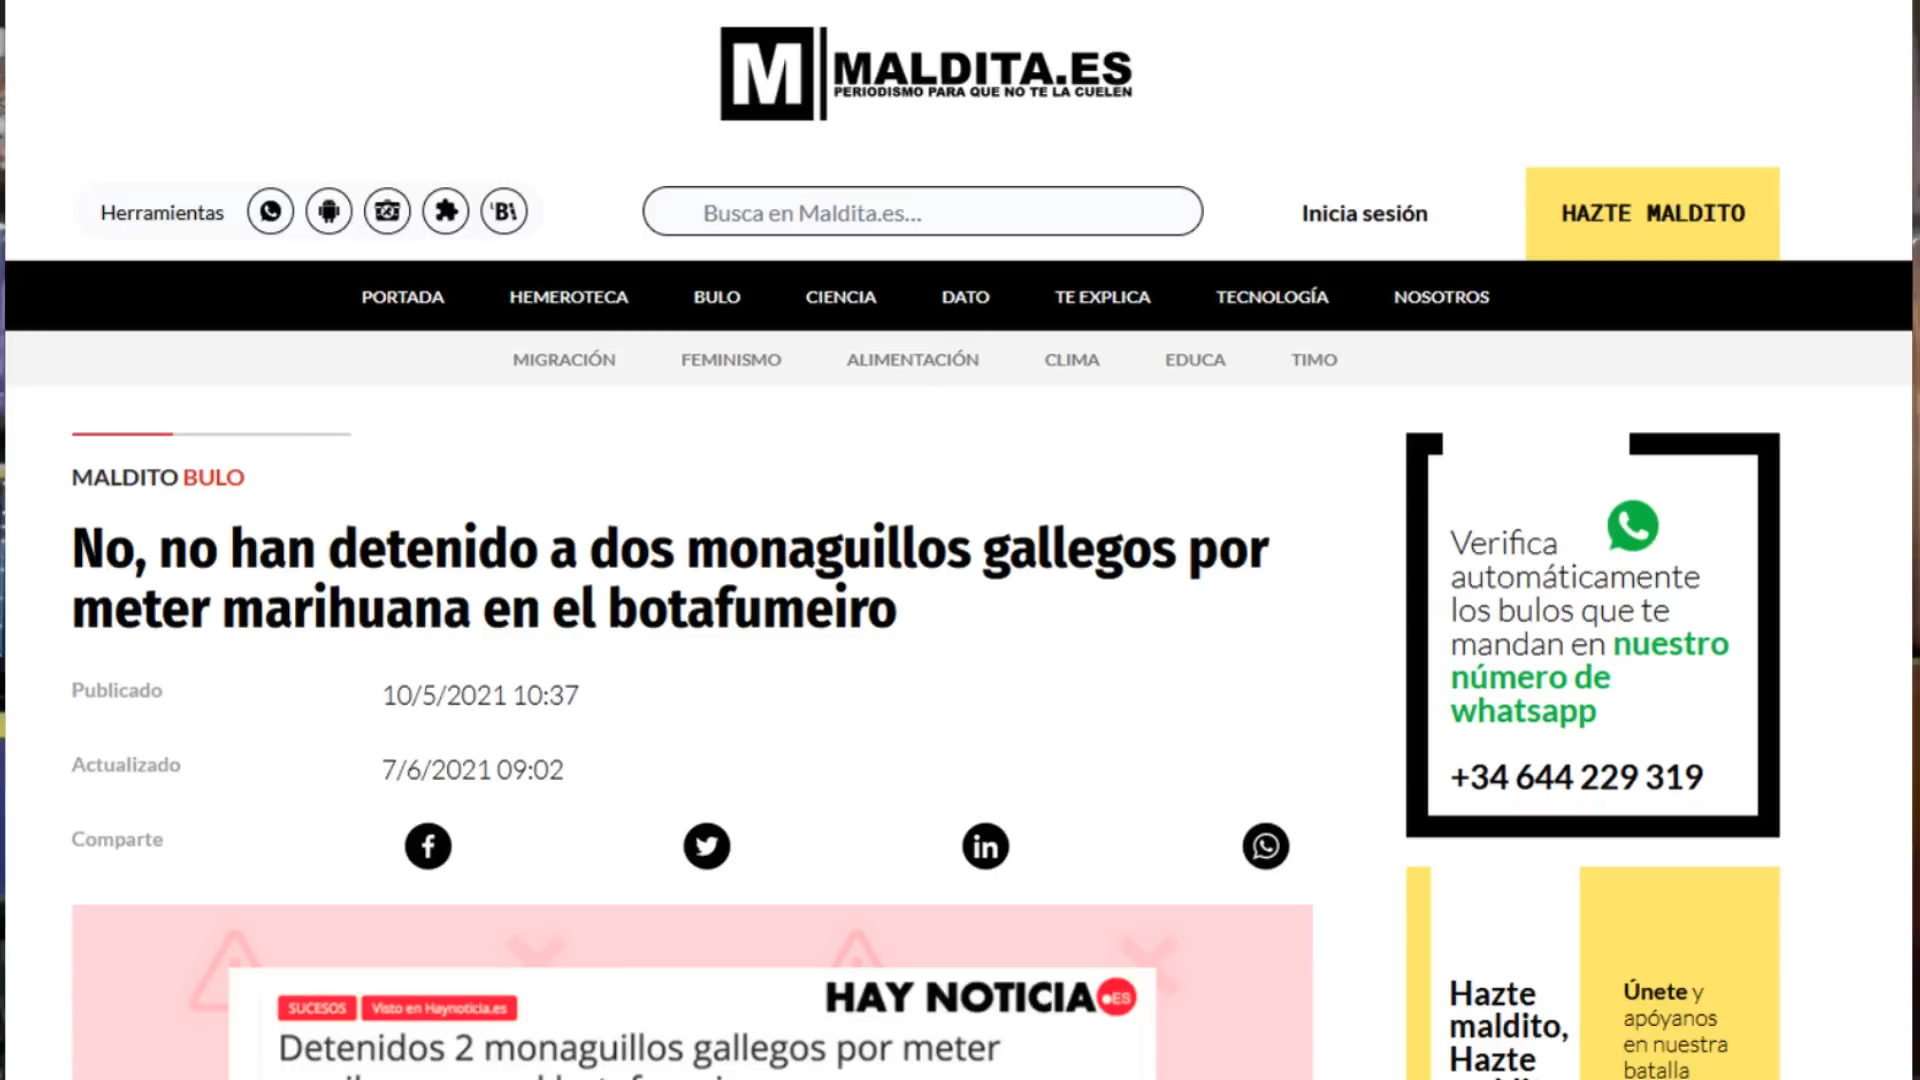 M MALDITA.ES
PERIODISMO PARA QUE NO TE LA CUELEN
Herramientas
Busca en Maldita.es...
Inicia sesión
HAZTE MALDITO
PORTADA HEMEROTECA BULO CIENCIA DATO TE EXPLICA TECNOLOGÍA NOSOTROS
MIGRACIÓN FEMINISMO ALIMENTACIÓN CLIMA EDUCA TIMO
MALDITO BULO
No, no han detenido a dos monaguillos gallegos por
meter marihuana en el botafumeiro
Publicado 10/5/2021 10:37
Actualizado 7/6/2021 09:02
Comparte
HAY NOTICIA.ES
SUCESOS Visto en Haynoticia.es
Detenidos 2 monaguillos gallegos por meter
Verifica
automáticamente
los bulos que te
mandan en nuestro
número de
whatsapp
+34 644 229 319
Hazte
maldito,
Hazte
Únete y
apóyanos
en nuestra
batalla